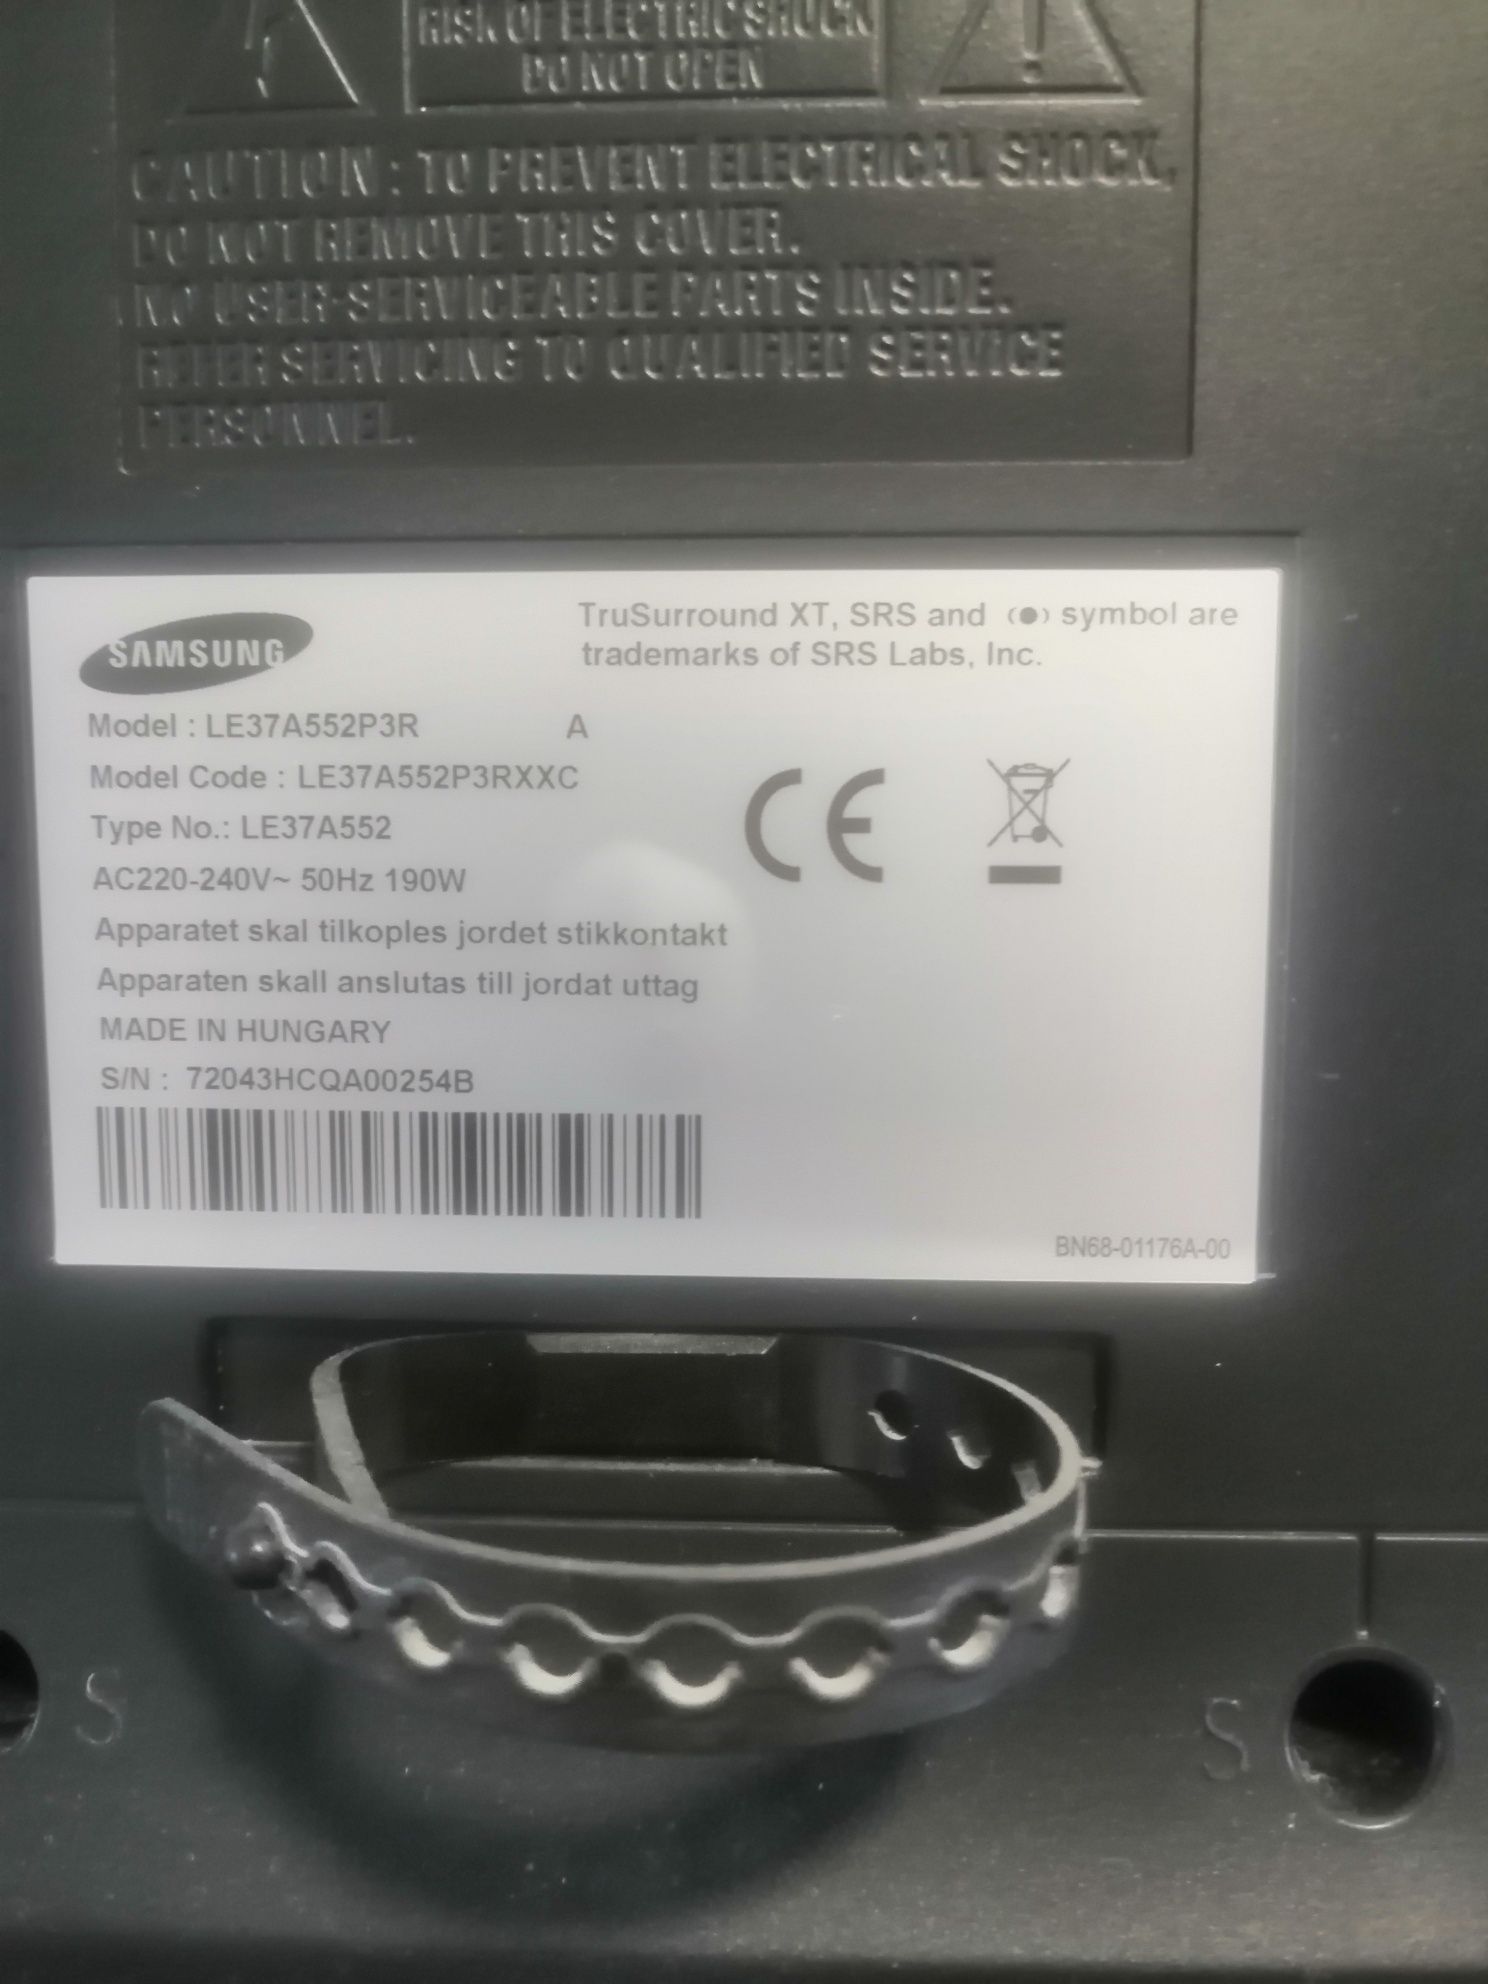 RISK OF ELECTRIC SHOCK
DO NOT OPEN
CAUTION : TO PREVENT ELECTRICAL SHOCK,
DO NOT REMOVE THIS COVER.
NO USER-SERVICEABLE PARTS INSIDE.
REFER SERVICING TO QUALIFIED SERVICE
PERSONNEL.
SAMSUNG
TruSurround XT, SRS and (●) symbol are
trademarks of SRS Labs, Inc.
Model : LE37A552P3R A
Model Code : LE37A552P3RXXC
Type No.: LE37A552
AC220-240V~ 50Hz 190W
Apparatet skal tilkoples jordet stikkontakt
Apparaten skall anslutas till jordat uttag
MADE IN HUNGARY
S/N : 72043HCQA00254B
CE
BN68-01176A-00
S
S